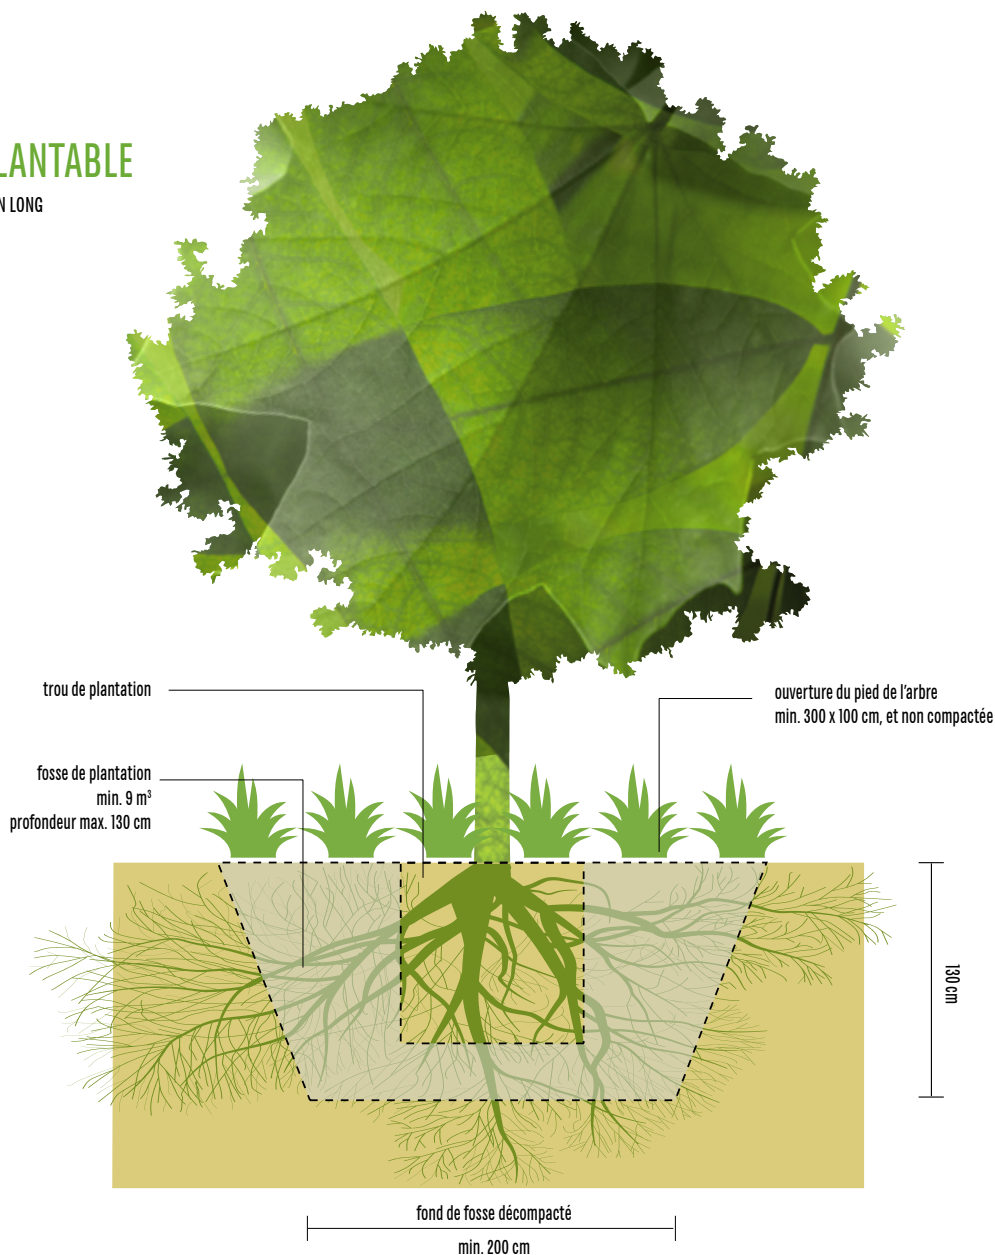 LANTABLE
N LONG
trou de plantation
ouverture du pied de l'arbre
min. 300 x 100 cm, et non compactée
fosse de plantation
min. 9 m³
profondeur max. 130 cm
130 cm
fond de fosse décompacté
min. 200 cm